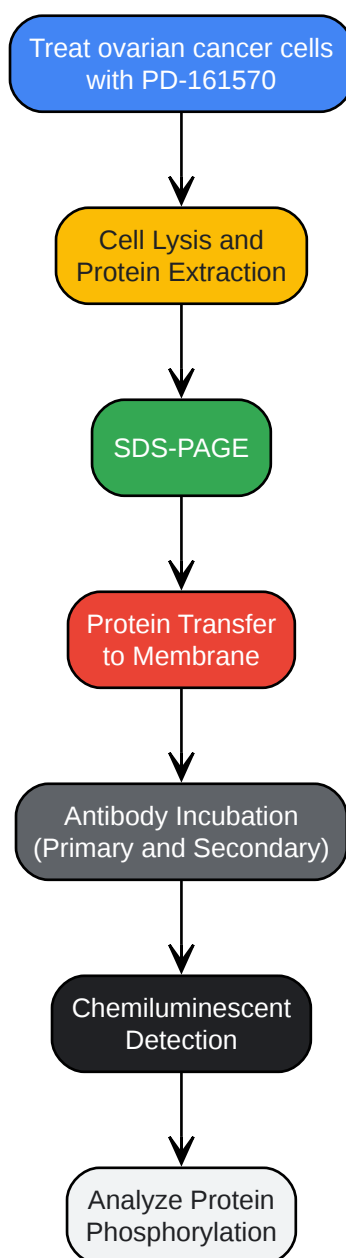 Treat ovarian cancer cells
with PD-161570
Cell Lysis and
Protein Extraction
SDS-PAGE
Protein Transfer
to Membrane
Antibody Incubation
(Primary and Secondary)
Chemiluminescent
Detection
Analyze Protein
Phosphorylation